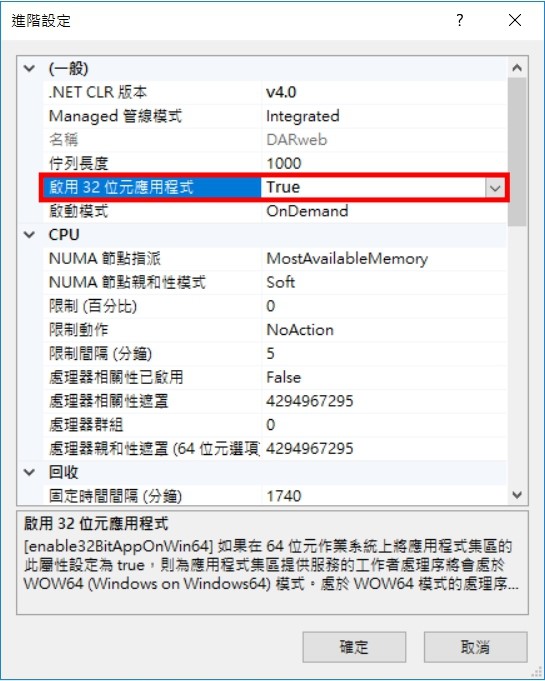 進階設定
?
(一般)
.NET CLR 版本 v4.0
Managed 管線模式 Integrated
名稱 DARweb
佇列長度 1000
啟用 32 位元應用程式 True
啟動模式 OnDemand
CPU
NUMA 節點指派 MostAvailableMemory
NUMA 節點親和性模式 Soft
限制 (百分比) 0
限制動作 NoAction
限制間隔 (分鐘) 5
處理器相關性已啟用 False
處理器相關性遮罩 4294967295
處理器群組 0
處理器親和性遮罩 (64 位元選項) 4294967295
回收
固定時間間隔 (分鐘) 1740
啟用 32 位元應用程式
[enable32BitAppOnWin64] 如果在 64 位元作業系統上將應用程式集區的
此屬性設定為 true，則為應用程式集區提供服務的工作者處理序將會處於
WOW64 (Windows on Windows64) 模式。處於 WOW64 模式的處理序...
確定
取消